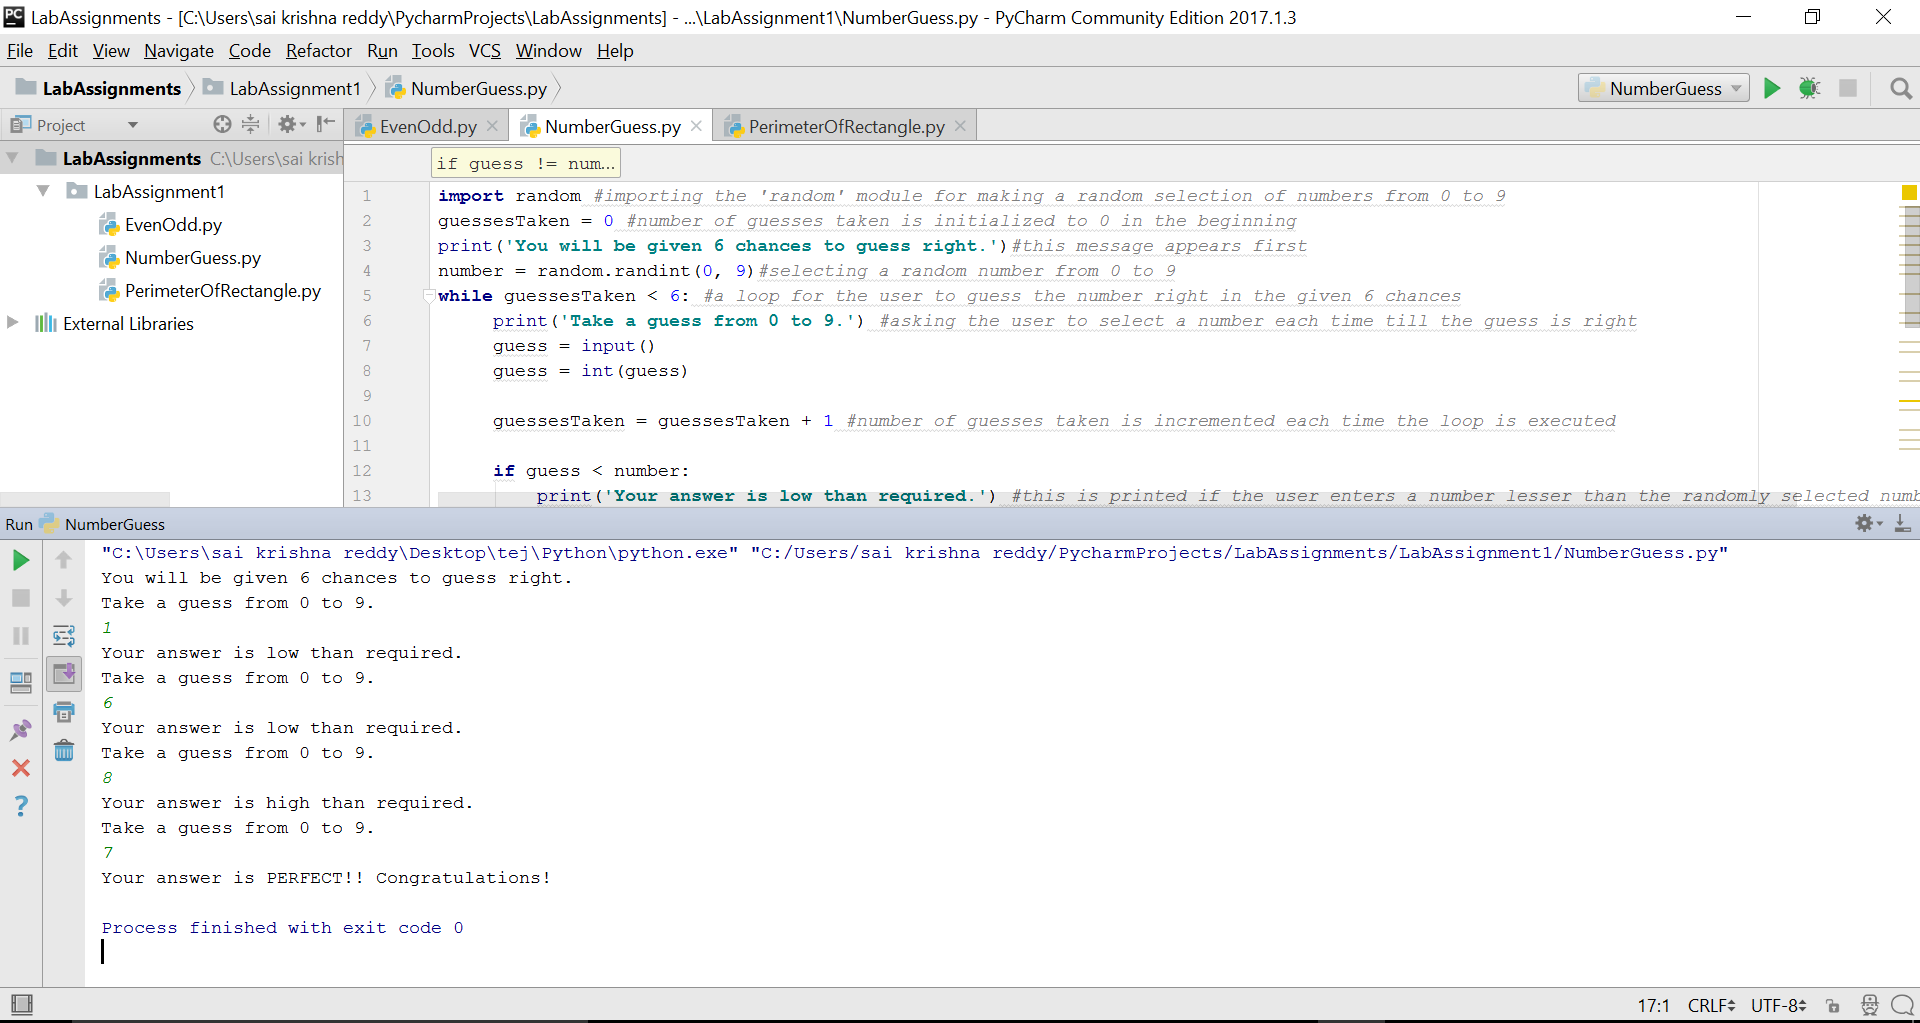 PC LabAssignments - [C:\Users\sai krishna reddy\PycharmProjects\LabAssignments] - ...\LabAssignment1\NumberGuess.py - PyCharm Community Edition 2017.1.3
File Edit View Navigate Code Refactor Run Tools VCS Window Help
LabAssignments LabAssignment1 NumberGuess.py NumberGuess
Project EvenOdd.py NumberGuess.py PerimeterOfRectangle.py
LabAssignments C:\Users\sai krish
LabAssignment1
EvenOdd.py
NumberGuess.py
PerimeterOfRectangle.py
External Libraries
if guess != num...
1 import random #importing the 'random' module for making a random selection of numbers from 0 to 9
2 guessesTaken = 0 #number of guesses taken is initialized to 0 in the beginning
3 print('You will be given 6 chances to guess right.')#this message appears first
4 number = random.randint(0, 9)#selecting a random number from 0 to 9
5 while guessesTaken < 6: #a loop for the user to guess the number right in the given 6 chances
6 print('Take a guess from 0 to 9.') #asking the user to select a number each time till the guess is right
7 guess = input()
8 guess = int(guess)
9
10 guessesTaken = guessesTaken + 1 #number of guesses taken is incremented each time the loop is executed
11
12 if guess < number:
13 print('Your answer is low than required.') #this is printed if the user enters a number lesser than the randomly selected numb
Run NumberGuess
"C:\Users\sai krishna reddy\Desktop\tej\Python\python.exe" "C:/Users/sai krishna reddy/PycharmProjects/LabAssignments/LabAssignment1/NumberGuess.py"
You will be given 6 chances to guess right.
Take a guess from 0 to 9.
1
Your answer is low than required.
Take a guess from 0 to 9.
6
Your answer is low than required.
Take a guess from 0 to 9.
8
Your answer is high than required.
Take a guess from 0 to 9.
7
Your answer is PERFECT!! Congratulations!
Process finished with exit code 0
17:1 CRLF UTF-8